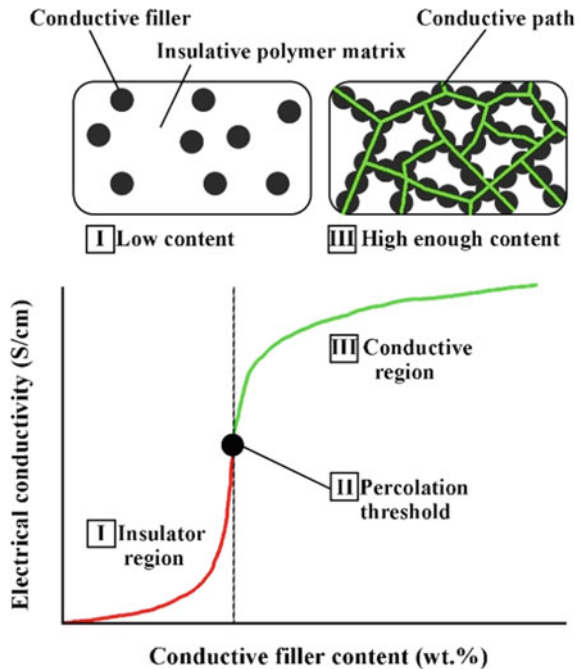 Conductive filler
Insulative polymer matrix
Conductive path
I Low content
III High enough content
Electrical conductivity (S/cm)
III Conductive
region
II Percolation
threshold
I Insulator
region
Conductive filler content (wt.%)